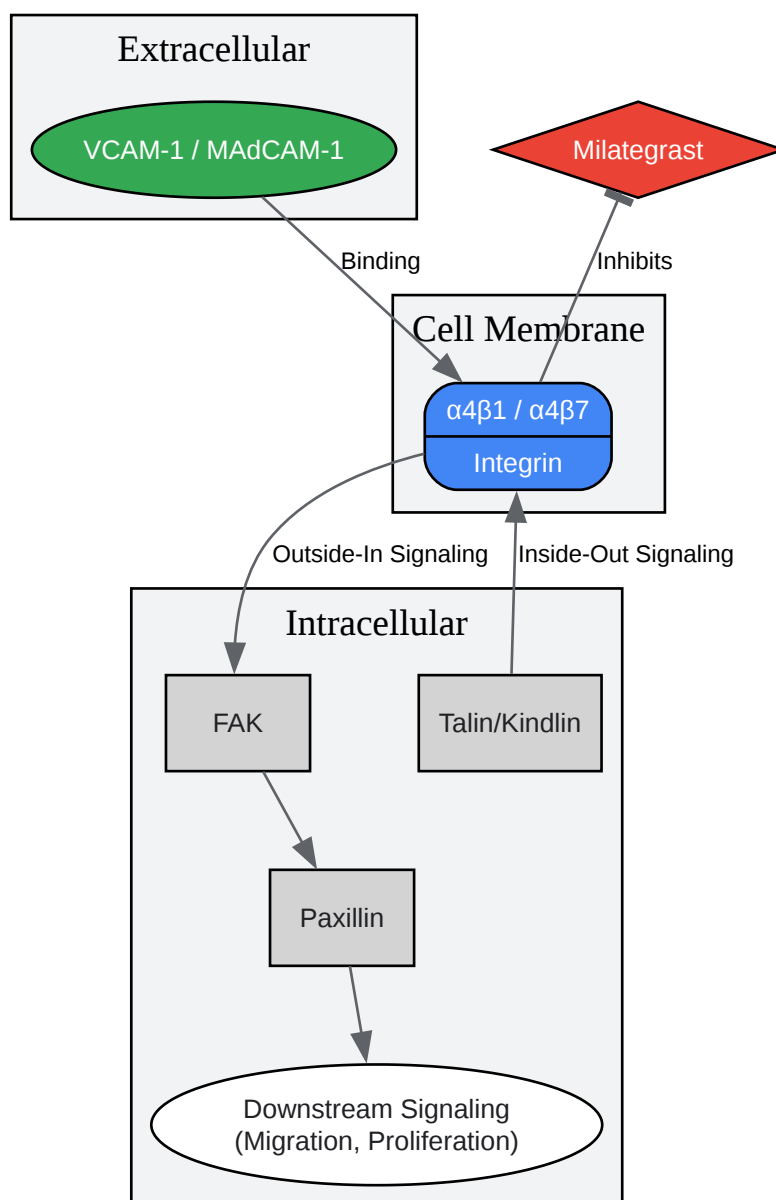 Extracellular
VCAM-1 / MAdCAM-1
Milategrast
Binding
Inhibits
Cell Membrane
α4β1 / α4β7
Integrin
Outside-In Signaling
Inside-Out Signaling
Intracellular
FAK
Talin/Kindlin
Paxillin
Downstream Signaling
(Migration, Proliferation)